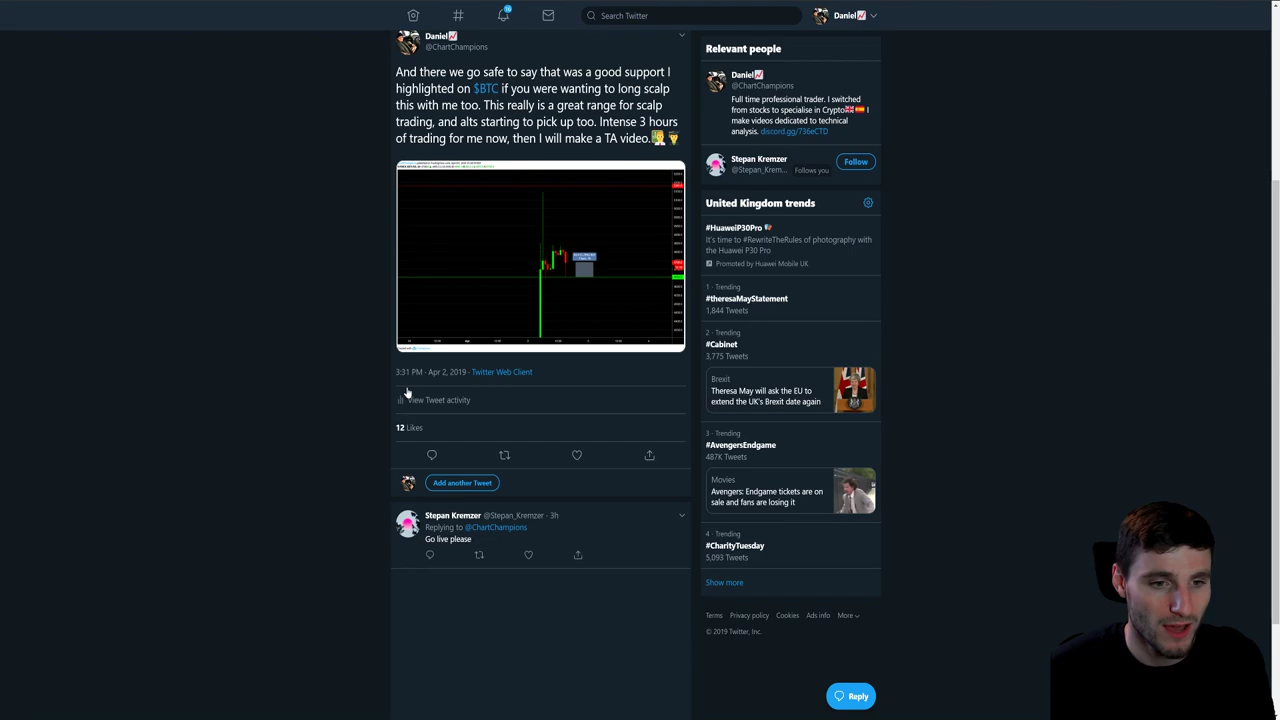 16
Search Twitter
Daniel📈
Daniel📈
@ChartChampions
And there we go safe to say that was a good support I
highlighted on $BTC if you were wanting to long scalp
this with me too. This really is a great range for scalp
trading, and alts starting to pick up too. Intense 3 hours
of trading for me now, then I will make a TA video.
3:31 PM · Apr 2, 2019 · Twitter Web Client
View Tweet activity
12 Likes
Add another Tweet
Stepan Kremzer @Stepan_Kremzer · 3h
Replying to @ChartChampions
Go live please
Relevant people
Daniel📈
@ChartChampions
Full time professional trader. I switched
from stocks to specialise in Crypto🇬🇧🇪🇸 I
make videos dedicated to technical
analysis. discord.gg/736eCTD
Stepan Kremzer
@Stepan_Krem... Follows you
Follow
United Kingdom trends
#HuaweiP30Pro
It's time to #RewriteTheRules of photography with
the Huawei P30 Pro
Promoted by Huawei Mobile UK
1 · Trending
#theresaMayStatement
1,844 Tweets
2 · Trending
#Cabinet
3,775 Tweets
Brexit
Theresa May will ask the EU to
extend the UK's Brexit date again
3 · Trending
#AvengersEndgame
487K Tweets
Movies
Avengers: Endgame tickets are on
sale and fans are losing it
4 · Trending
#CharityTuesday
5,093 Tweets
Show more
Terms Privacy policy Cookies Ads info More
© 2019 Twitter, Inc.
Reply